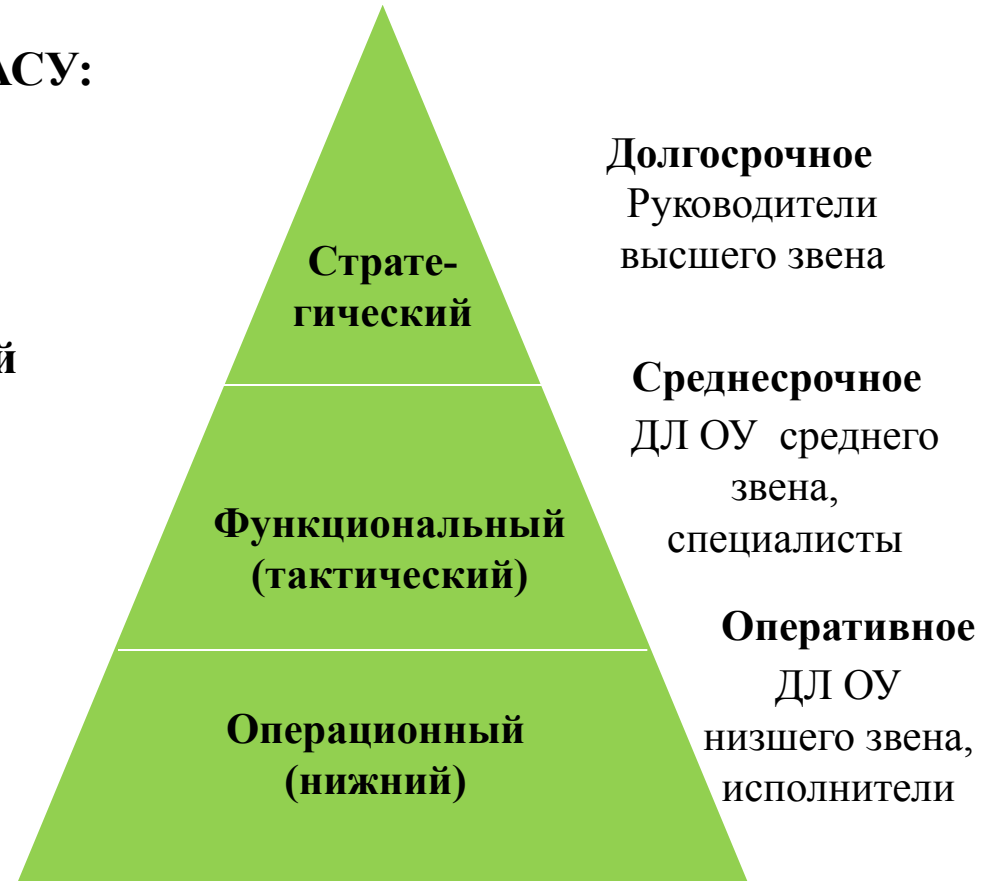 АСУ:
Долгосрочное
Руководители
высшего звена
Страте-
гический
й
Среднесрочное
ДЛ ОУ среднего
звена,
специалисты
Функциональный
(тактический)
Оперативное
ДЛ ОУ
низшего звена,
исполнители
Операционный
(нижний)